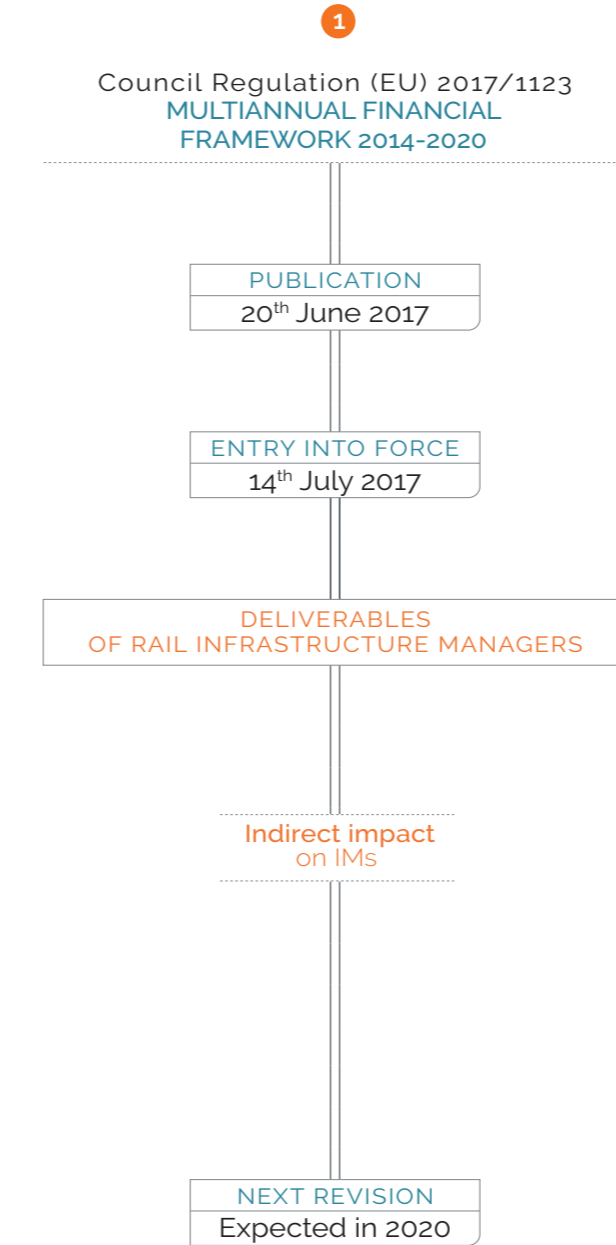 1
Council Regulation (EU) 2017/1123
MULTIANNUAL FINANCIAL
FRAMEWORK 2014-2020
PUBLICATION
20th June 2017
ENTRY INTO FORCE
14th July 2017
DELIVERABLES
OF RAIL INFRASTRUCTURE MANAGERS
Indirect impact
on IMs
NEXT REVISION
Expected in 2020